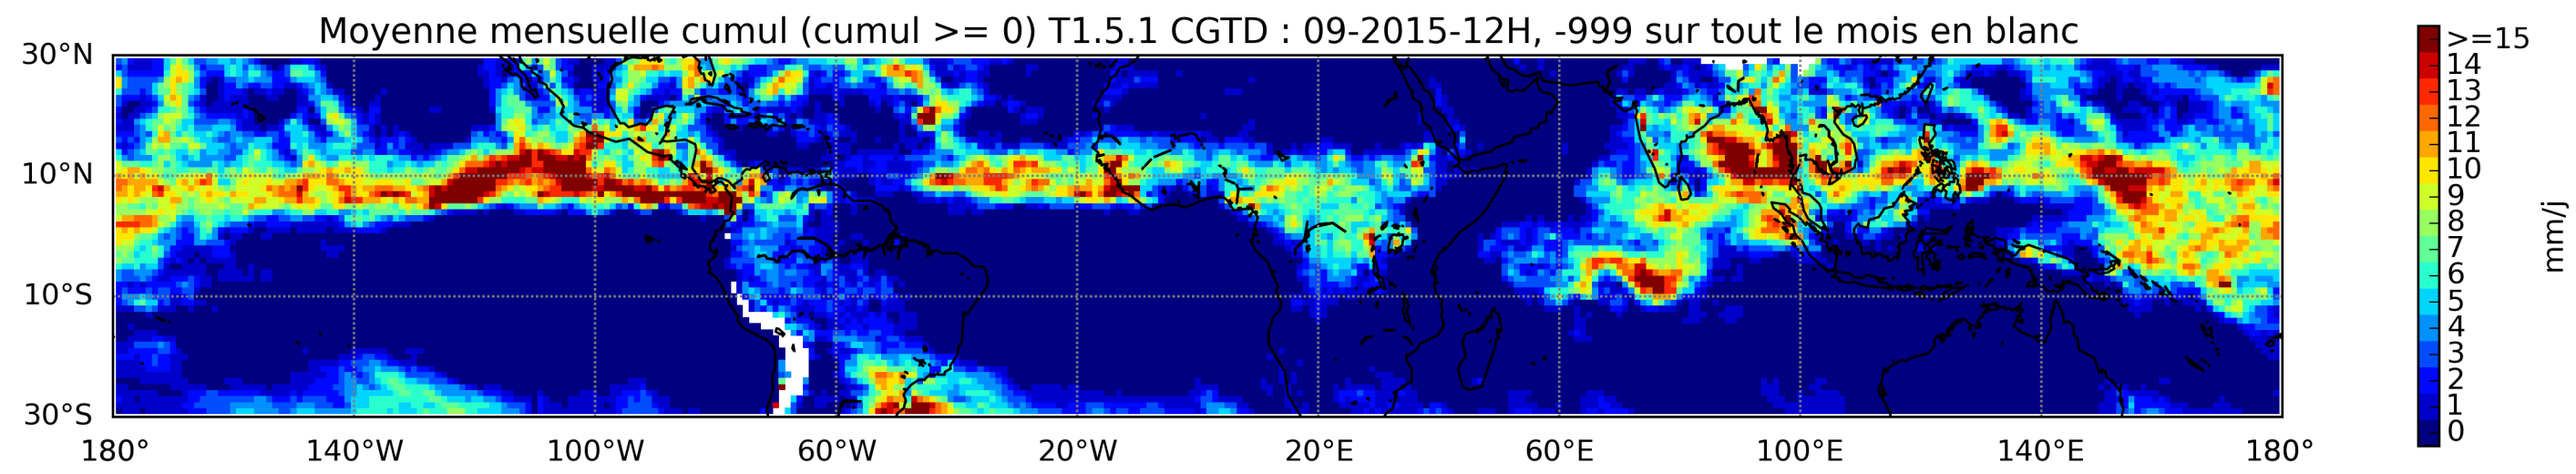 Moyenne mensuelle cumul (cumul >= 0) T1.5.1 CGTD : 09-2015-12H, -999 sur tout le mois en blanc
30°N
10°N
10°S
30°S
180° 140°W 100°W 60°W 20°W 20°E 60°E 100°E 140°E 180°
>=15
14
13
12
11
10
9
8
7
6
5
4
3
2
1
0
mm/j